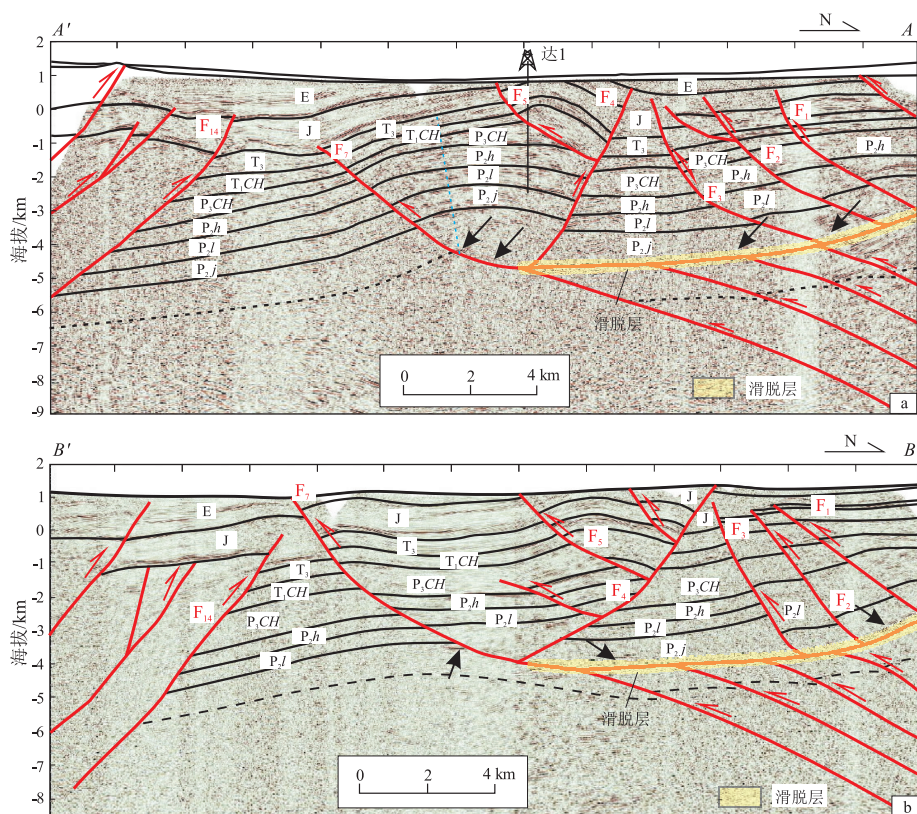 A′
N
A
达1
2
1
0
-1
-2
-3
-4
-5
-6
-7
-8
-9
海拔/km
E
F₅
F₄
E
F₁₄
J
T₃
J
F₁
T₁CH
P₃CH
T₃
P₃CH
F₂
P₂h
T₃
F₇
P₂h
P₂h
T₁CH
P₂l
P₃CH
F₃
P₂l
P₃CH
P₂j
P₂h
P₂h
P₂l
P₂l
P₂j
P₂j
滑脱层
0 2 4 km
滑脱层
a
B′
N
B
2
1
0
-1
-2
-3
-4
-5
-6
-7
-8
海拔/km
F₇
E
J
J
F₁
J
J
F₃
T₃
F₅
T₃
T₁CH
T₁CH
P₃CH
F₄
P₃CH
F₁₄
P₂h
P₂h
F₂
P₃CH
P₂l
P₂l
P₂h
P₂l
P₂l
P₂j
滑脱层
0 2 4 km
滑脱层
b